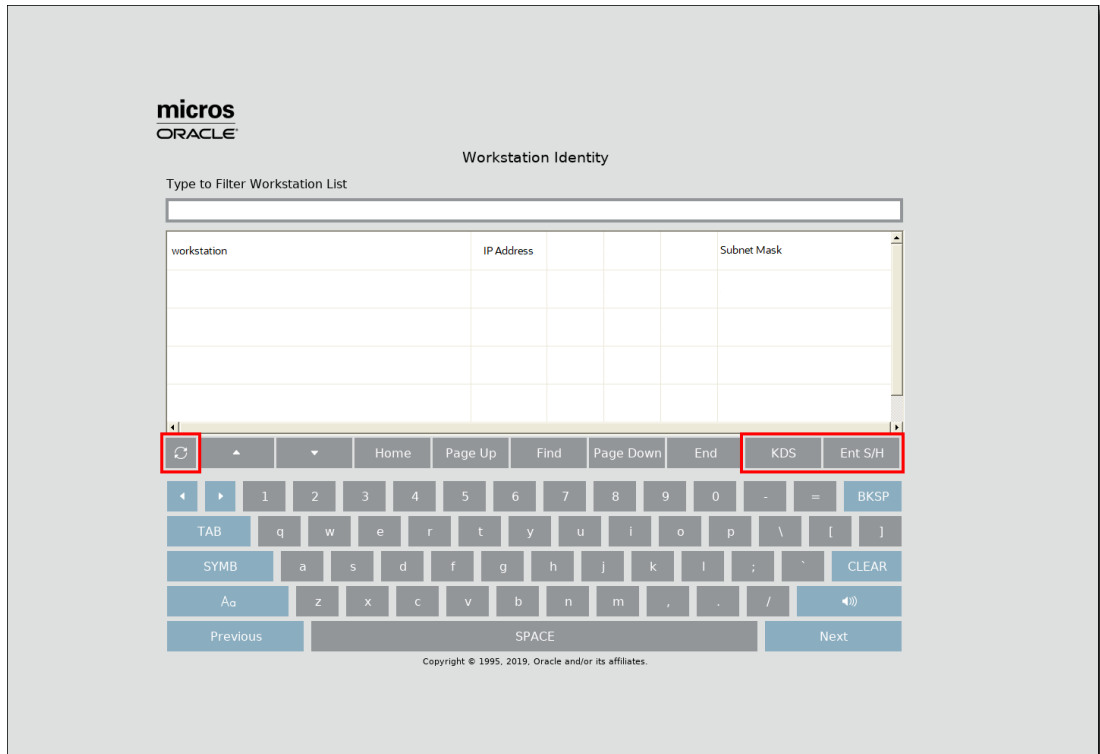 micros
ORACLE
Workstation Identity
Type to Filter Workstation List
workstation IP Address Subnet Mask
Home Page Up Find Page Down End KDS Ent S/H
1 2 3 4 5 6 7 8 9 0 - = BKSP
TAB q w e r t y u i o p \ [ ]
SYMB a s d f g h j k l ; ` CLEAR
Aa z x c v b n m , . /
Previous SPACE Next
Copyright © 1995, 2019, Oracle and/or its affiliates.